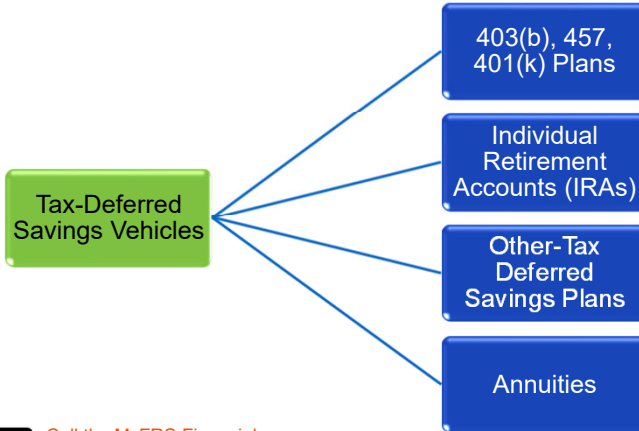 403(b), 457,
401(k) Plans
Individual
Retirement
Accounts (IRAs)
Tax-Deferred
Savings Vehicles
Other-Tax
Deferred
Savings Plans
Annuities